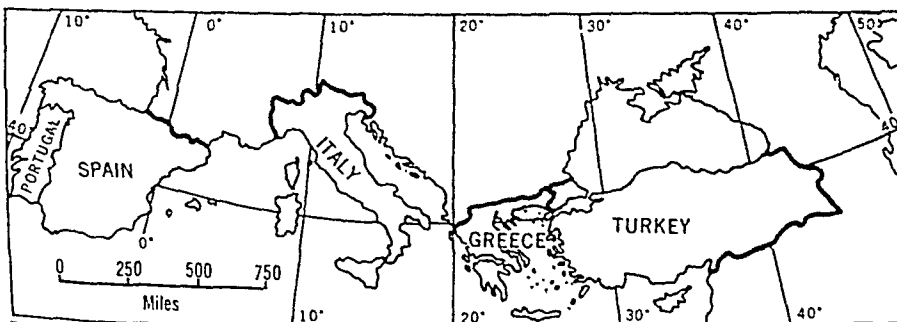 10° 0° 10° 20° 30° 40° 50°
40° 40°
PORTUGAL
SPAIN
ITALY
GREECE
TURKEY
0°
0 250 500 750
Miles
10° 20° 30° 40°